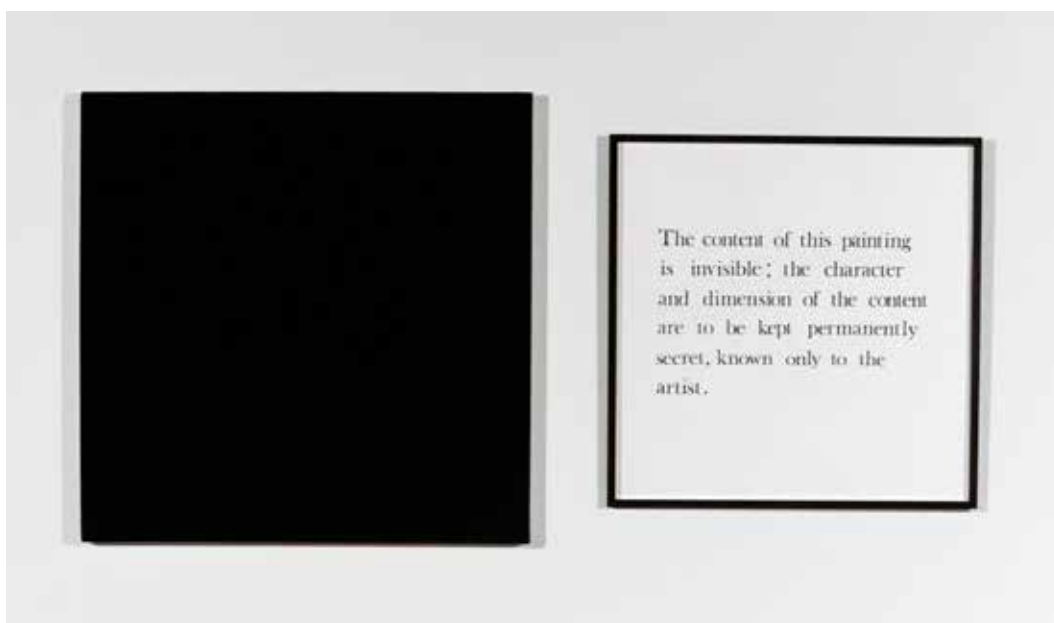 The content of this painting
is invisible; the character
and dimension of the content
are to be kept permanently
secret, known only to the
artist.